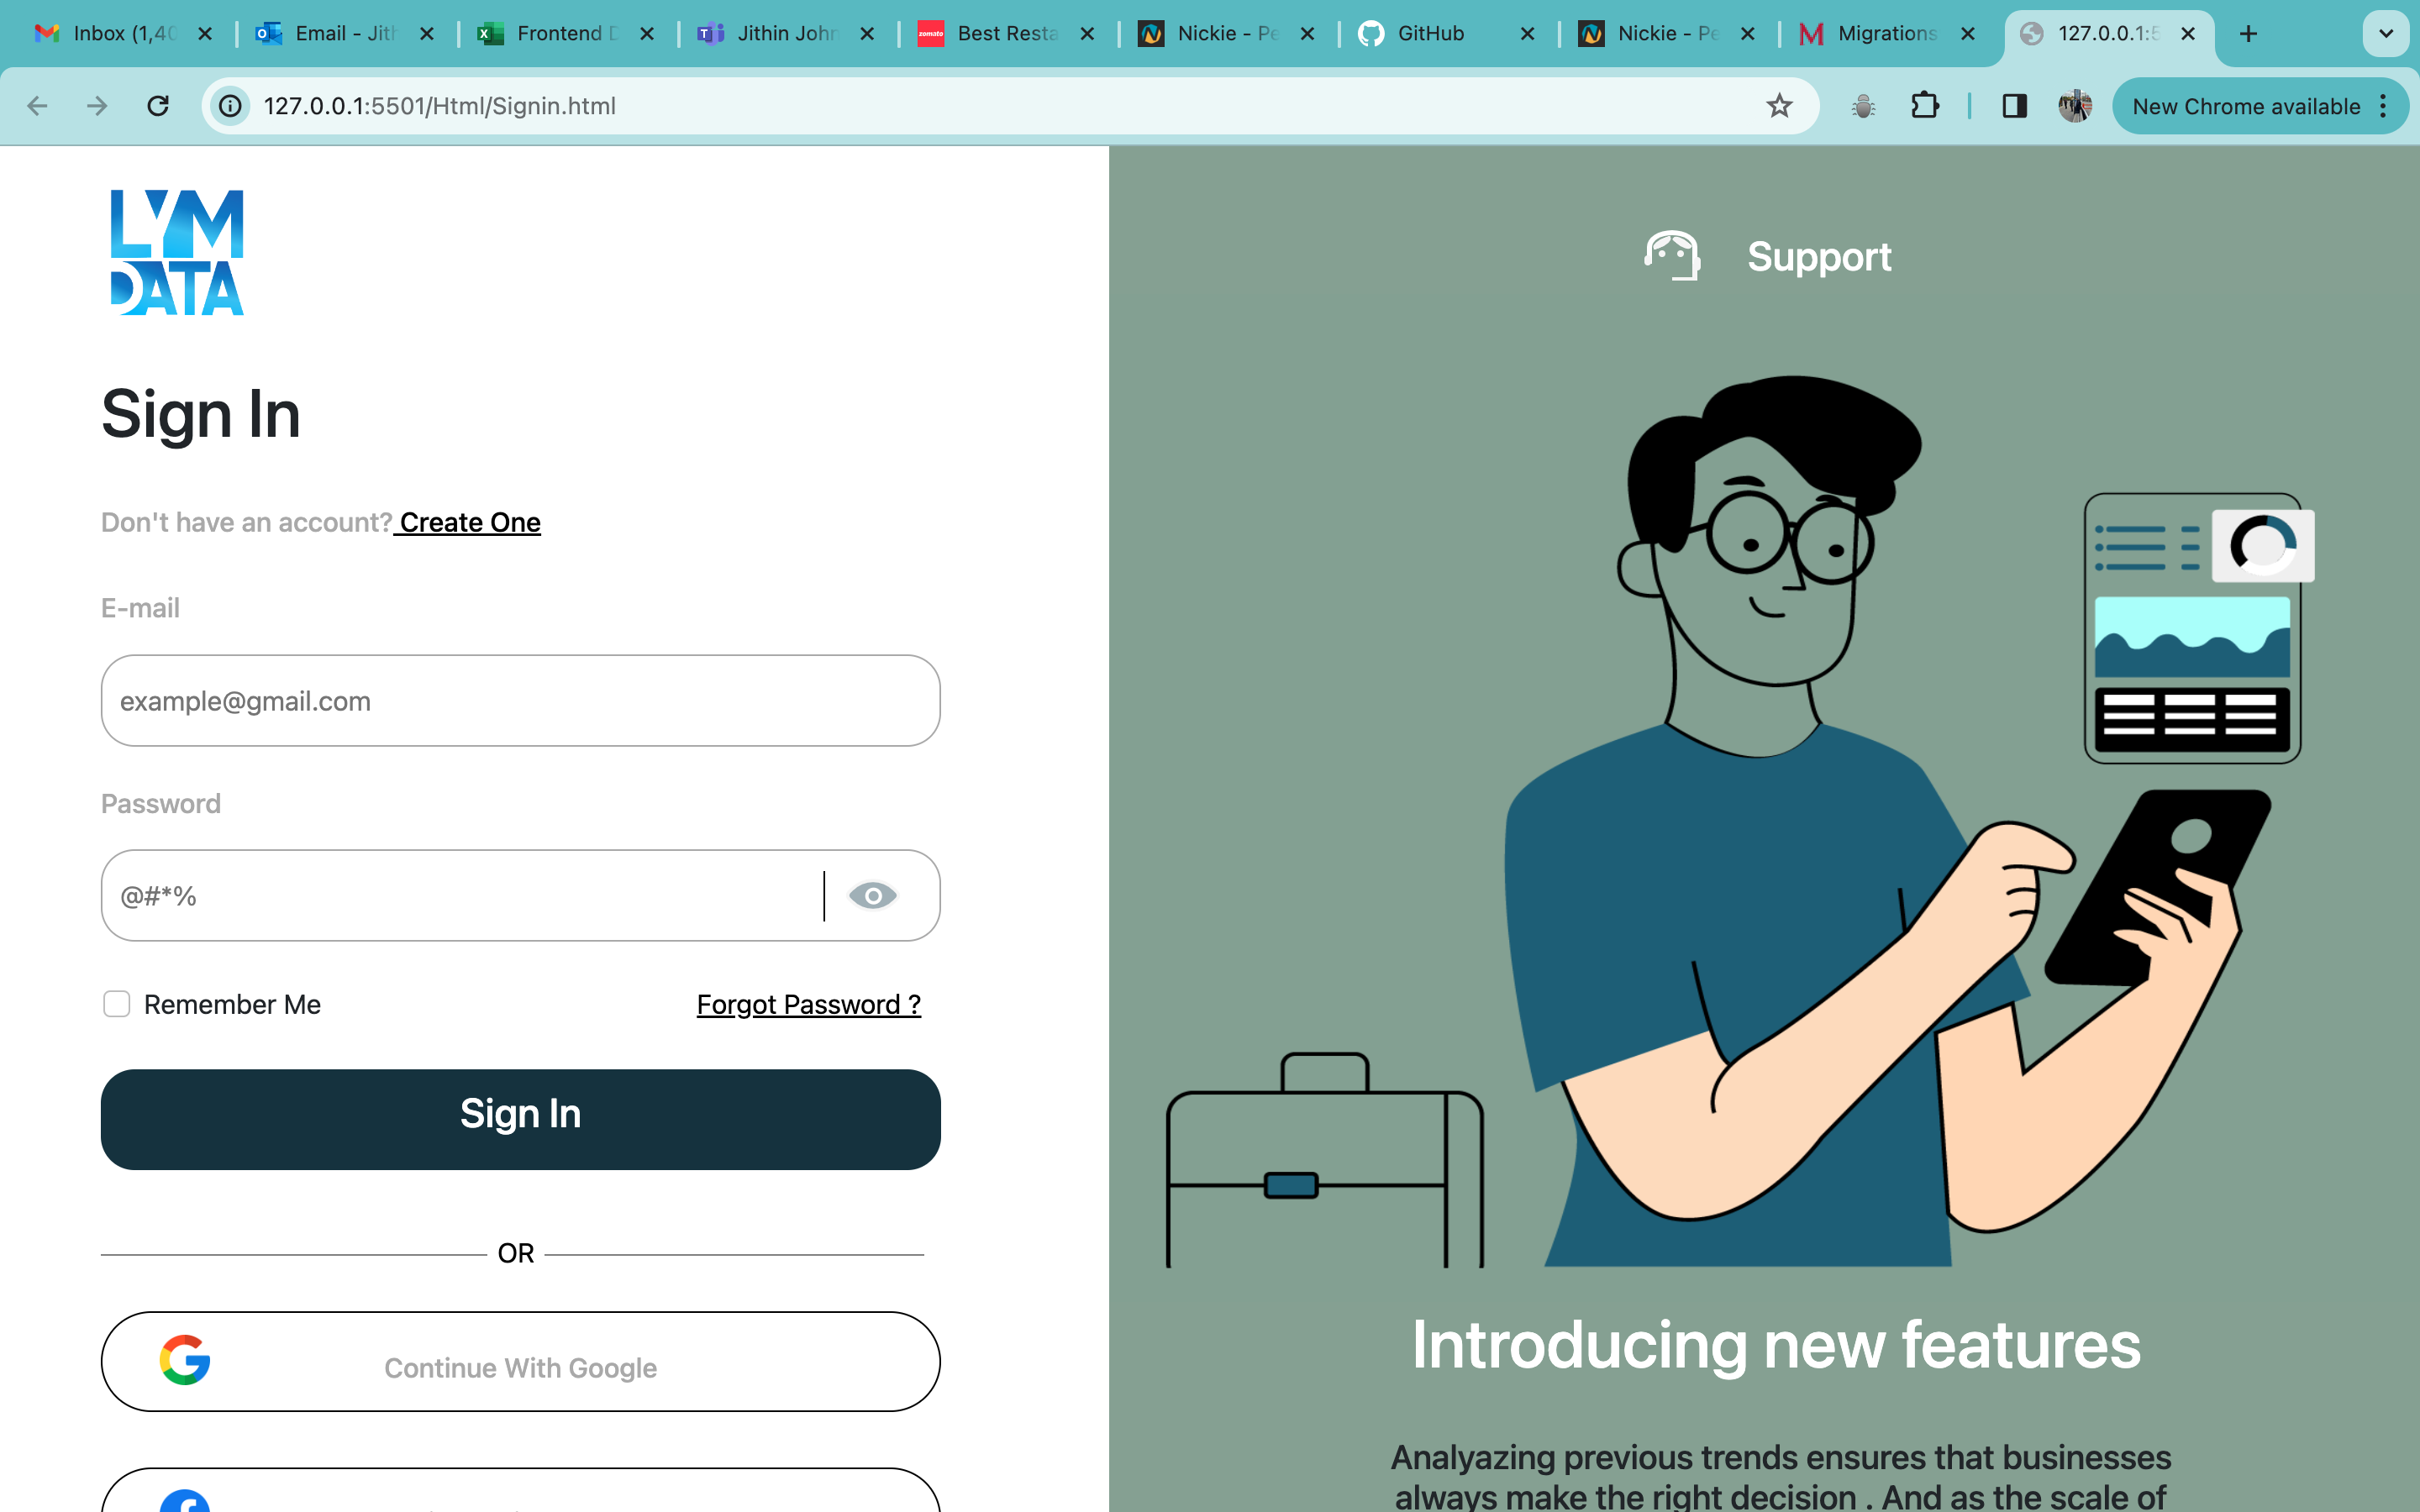 Inbox (1,40
Email - Jith
Frontend D
Jithin John
zomato
Best Resta
Nickie - Pe
GitHub
Nickie - Pe
Migrations
127.0.0.1:5
127.0.0.1:5501/Html/Signin.html
New Chrome available
LYM
DATA
Sign In
Don't have an account? Create One
E-mail
example@gmail.com
Password
@#*%
Remember Me
Forgot Password ?
Sign In
OR
Continue With Google
Support
Introducing new features
Analyazing previous trends ensures that businesses
always make the right decision . And as the scale of